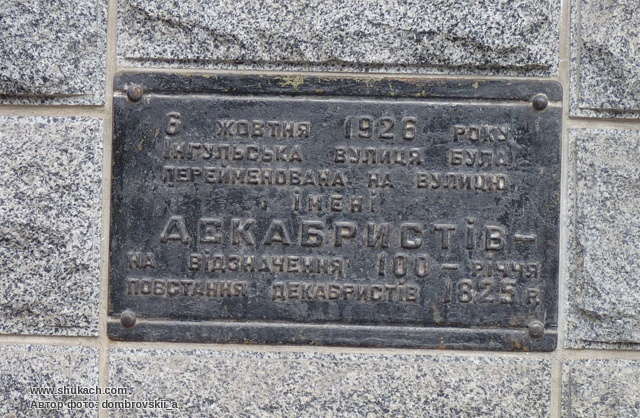 6 ЖОВТНЯ 1926 РОКУ
ІНГУЛЬСЬКА ВУЛИЦЯ БУЛА
ПЕРЕИМЕНОВАНА НА ВУЛИЦЮ
ІМЕНІ
ДЕКАБРИСТІВ-
НА ВІДЗНАЧЕННЯ 100-РІЧЧЯ
ПОВСТАННЯ ДЕКАБРИСТІВ 1825 Р.
www.shukach.com
Автор фото: dombrovskii_a